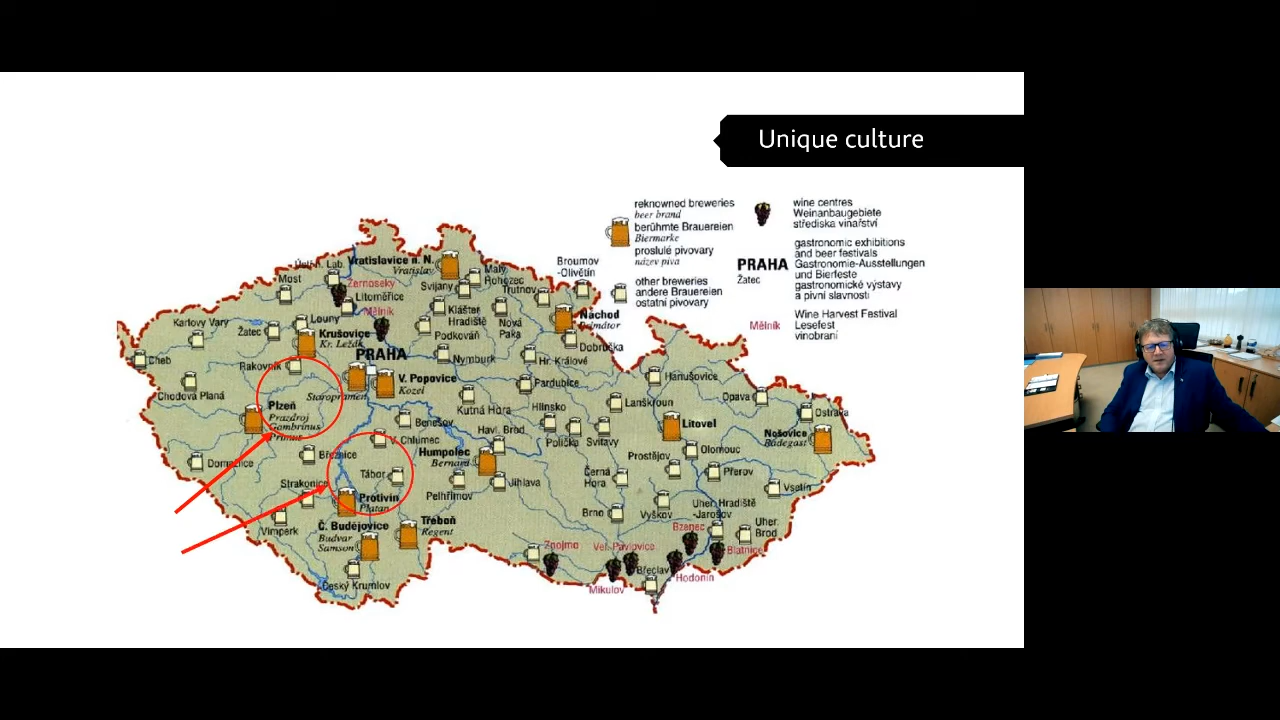 Unique culture
reknowned breweries
beer brand
berühmte Brauereien
Biermarke
proslulé pivovary
název piva
other breweries
andere Brauereien
ostatní pivovary
wine centres
Weinanbaugebiete
střediska vinařství
PRAHA
Žatec
gastronomic exhibitions
and beer festivals
Gastronomie-Ausstellungen
und Bierfeste
gastronomické výstavy
a pivní slavnosti
Mělník
Wine Harvest Festival
Lesefest
vinobraní
Broumov
-Olivětín
Vratislavice n. N.
Vratislav
Most
Žernoseky
Litoměřice
Malý
Rohozec
Svijany
Trutnov
Mělník
Klášter
Hradiště
Nová
Paka
Náchod
Louny
Karlovy Vary
Žatec
Krušovice
Kr. Ležák
Podkováň
Dobruška
PRAHA
Cheb
Rakovník
Nymburk
Hr. Králové
V. Popovice
Kozel
Hanušovice
Chodová Planá
Staropramen
Pardubice
Opava
Plzeň
Prazdroj
Gambrinus
Primus
Kutná Hora
Hlinsko
Lanškroun
Ostrava
Benešov
Havl. Brod
Litovel
Polička
Svitavy
Nošovice
Radegast
V. Chlumec
Humpolec
Bernard
Březnice
Prostějov
Olomouc
Domažlice
Tábor
Přerov
Strakonice
Pelhřimov
Jihlava
Černá
Hora
Vsetín
Protivín
Platan
Vimperk
Brno
Vyškov
Uher. Hradiště
-Jarošov
Č. Budějovice
Budvar
Samson
Třeboň
Regent
Uher.
Brod
Bzenec
Znojmo
Vel. Pavlovice
Blatnice
Břeclav
Hodonín
Český Krumlov
Mikulov